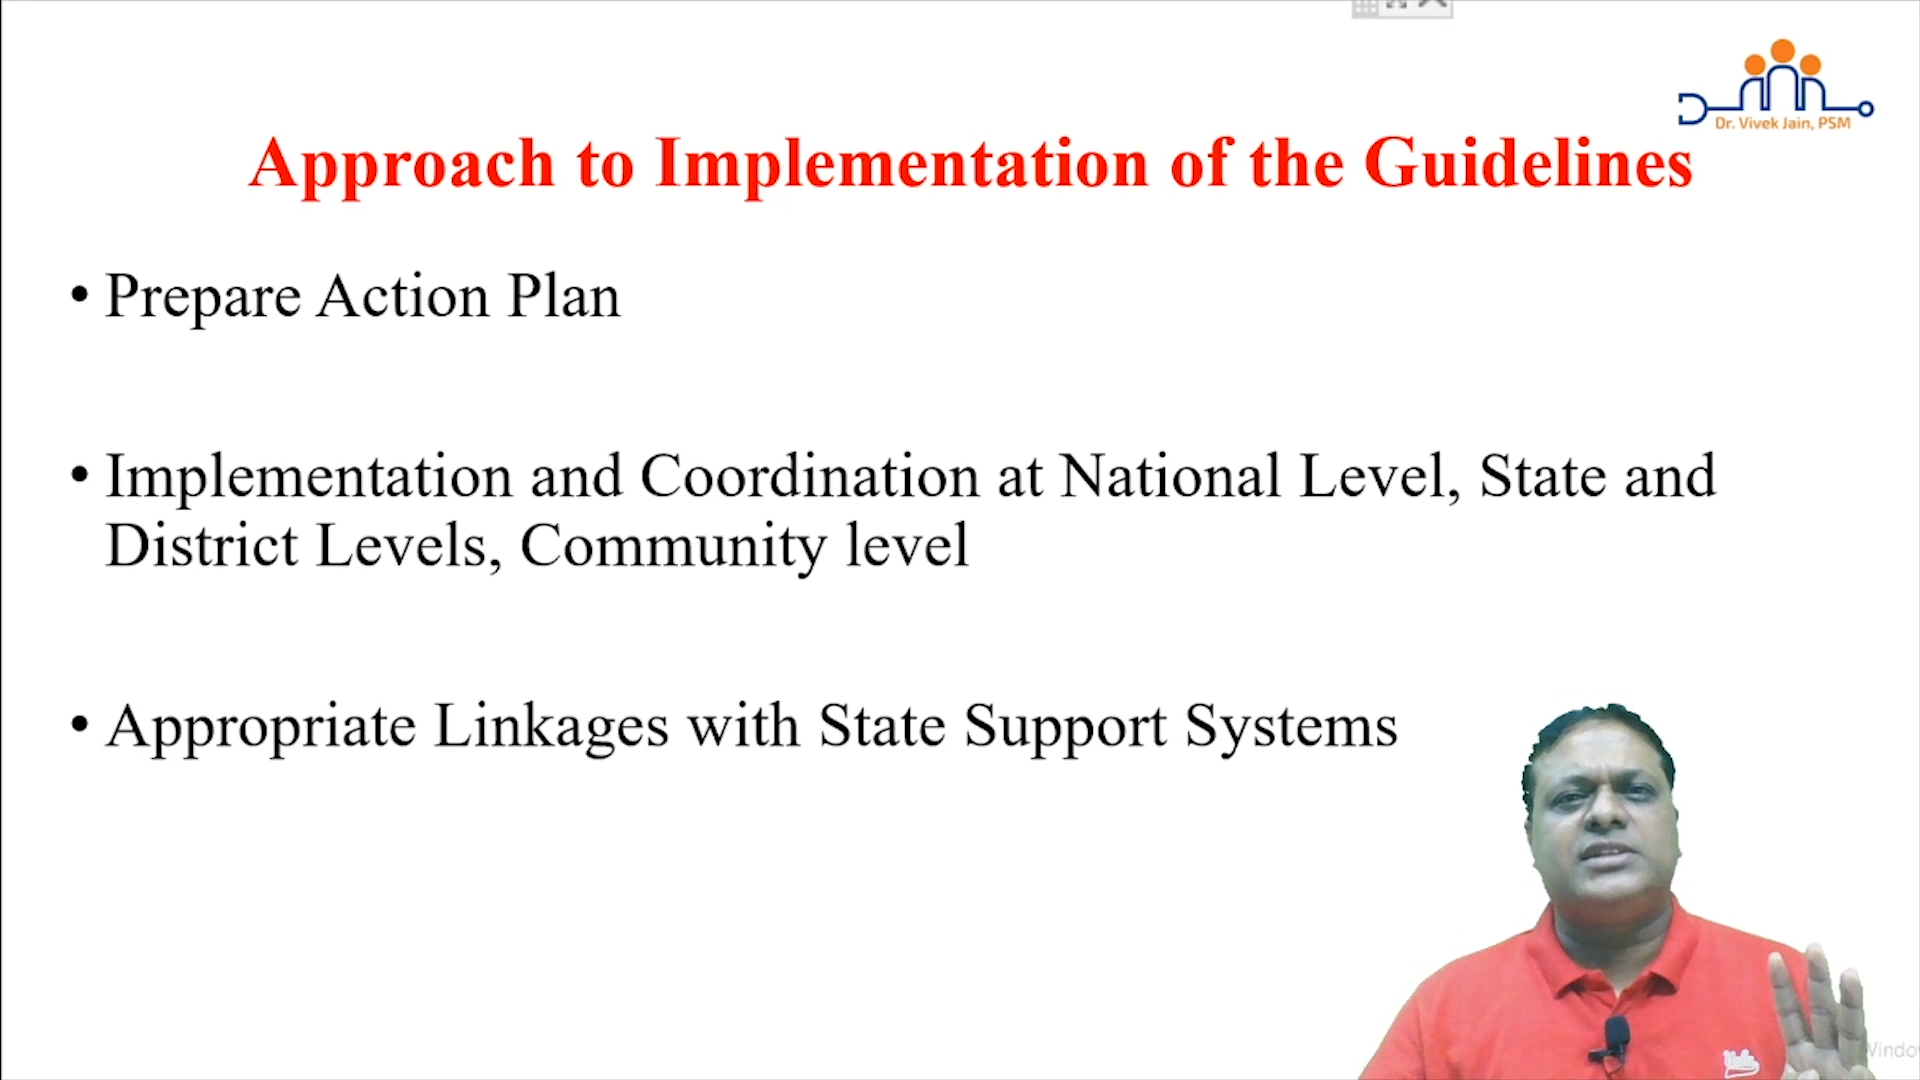 Dr. Vivek Jain, PSM
Approach to Implementation of the Guidelines
• Prepare Action Plan
• Implementation and Coordination at National Level, State and
District Levels, Community level
• Appropriate Linkages with State Support Systems